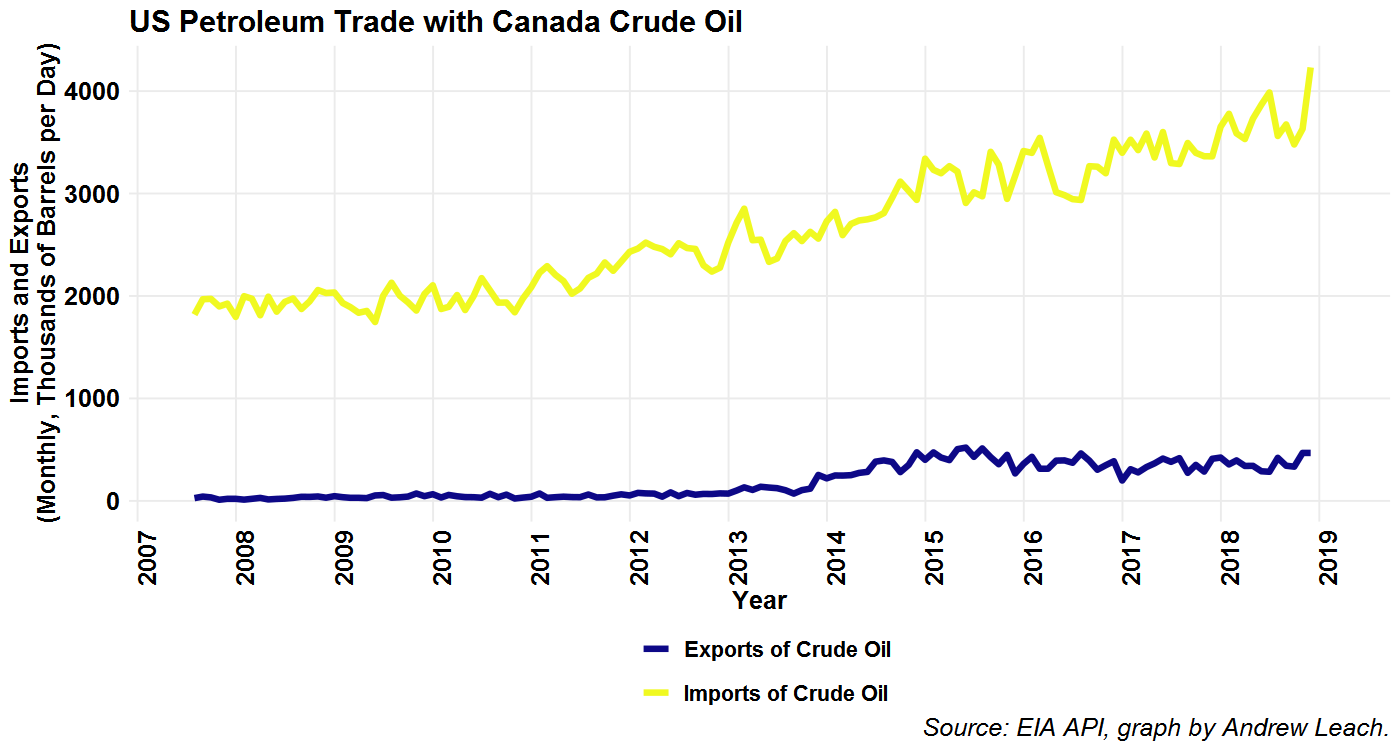 US Petroleum Trade with Canada Crude Oil
Imports and Exports
(Monthly, Thousands of Barrels per Day)
4000
3000
2000
1000
0
2007
2008
2009
2010
2011
2012
2013
2014
2015
2016
2017
2018
2019
Year
Exports of Crude Oil
Imports of Crude Oil
Source: EIA API, graph by Andrew Leach.